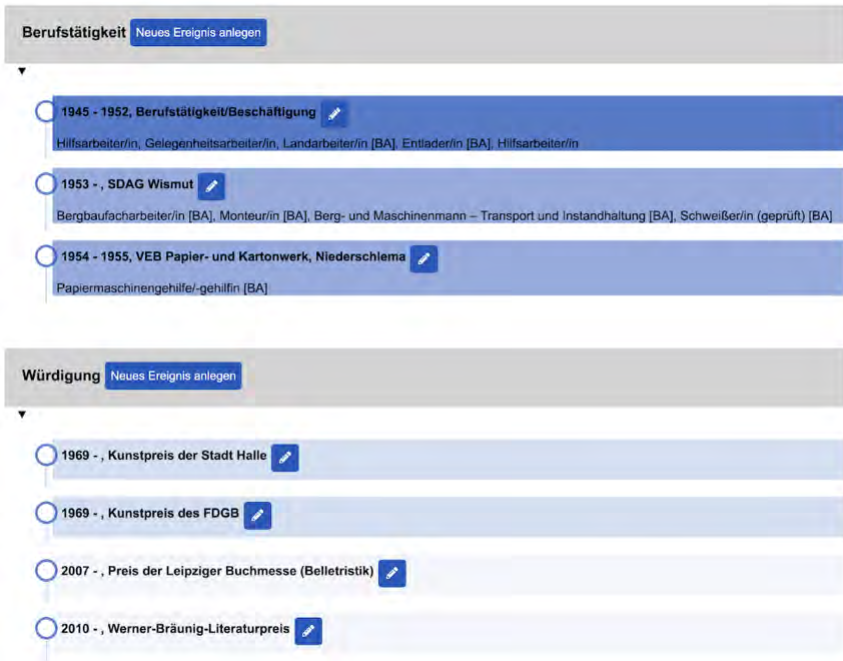 Berufstätigkeit Neues Ereignis anlegen
1945 - 1952, Berufstätigkeit/Beschäftigung
Hilfsarbeiter/in, Gelegenheitsarbeiter/in, Landarbeiter/in [BA], Entlader/in [BA], Hilfsarbeiter/in
1953 - , SDAG Wismut
Bergbaufacharbeiter/in [BA], Monteur/in [BA], Berg- und Maschinenmann – Transport und Instandhaltung [BA], Schweißer/in (geprüft) [BA]
1954 - 1955, VEB Papier- und Kartonwerk, Niederschlema
Papiermaschinengehilfe/-gehilfin [BA]
Würdigung Neues Ereignis anlegen
1969 - , Kunstpreis der Stadt Halle
1969 - , Kunstpreis des FDGB
2007 - , Preis der Leipziger Buchmesse (Belletristik)
2010 - , Werner-Bräunig-Literaturpreis